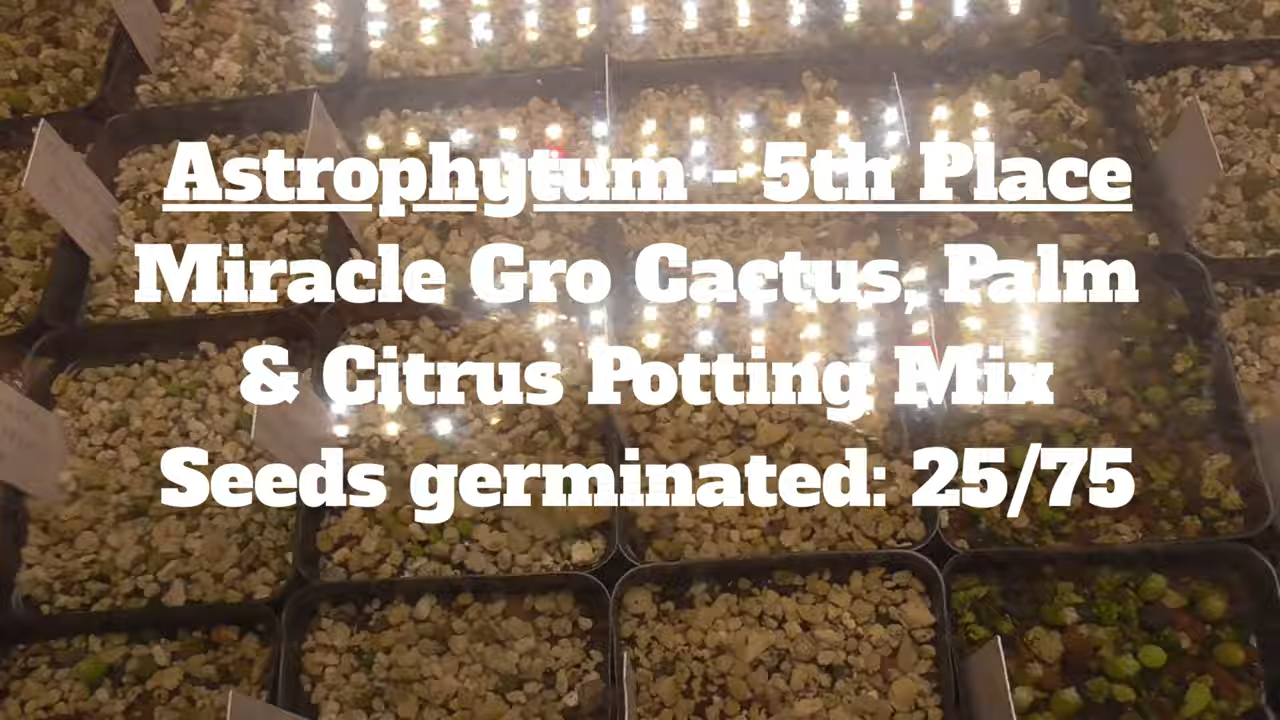 Astrophytum - 5th Place
Miracle Gro Cactus, Palm
& Citrus Potting Mix
Seeds germinated: 25/75